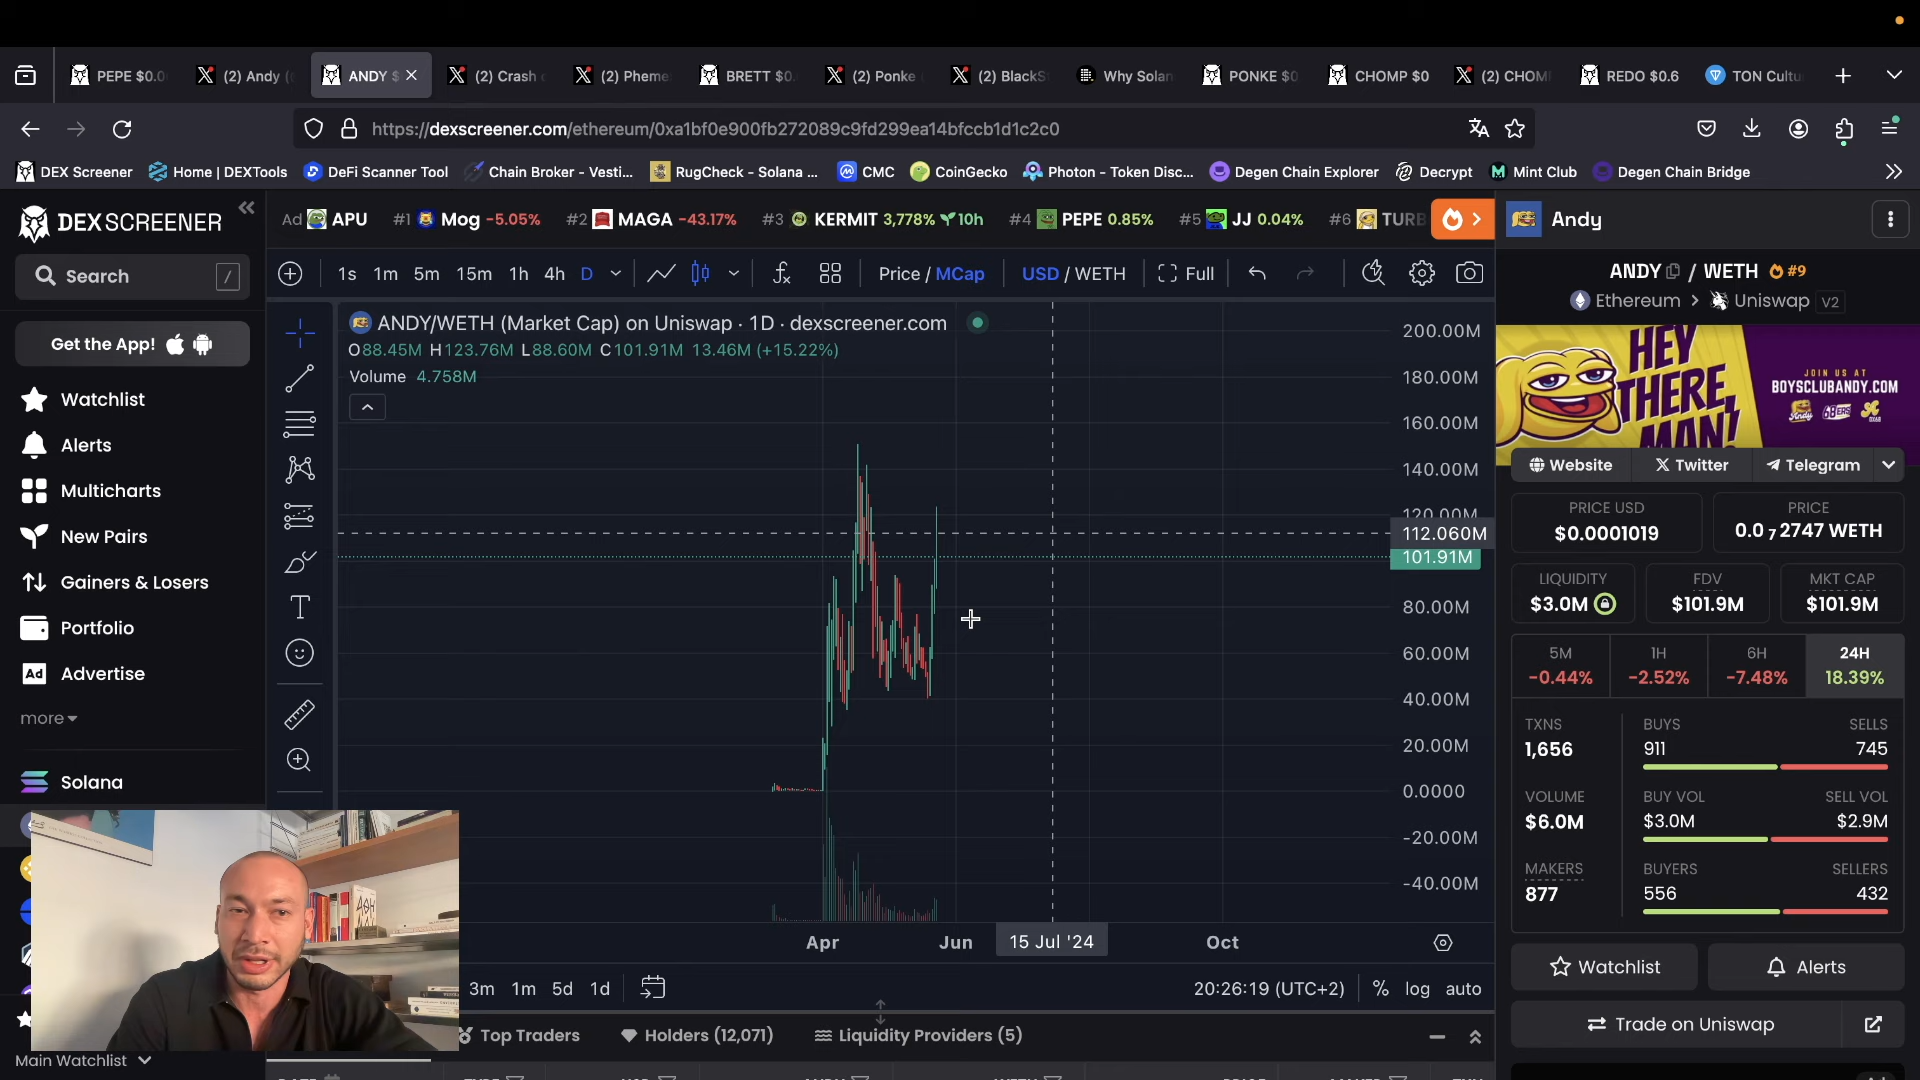 PEPE $0.0
(2) Andy (
ANDY $
(2) Crash
(2) Pheme
BRETT $0.
(2) Ponke
(2) BlackS
Why Solan
PONKE $0
CHOMP $0
(2) CHOM
REDO $0.6
TON Cultu
https://dexscreener.com/ethereum/0xa1bf0e900fb272089c9fd299ea14bfccb1d1c2c0
DEX Screener
Home | DEXTools
DeFi Scanner Tool
Chain Broker - Vesti...
RugCheck - Solana ...
CMC
CoinGecko
Photon - Token Disc...
Degen Chain Explorer
Decrypt
Mint Club
Degen Chain Bridge
DEX SCREENER
Ad APU
#1 Mog -5.05%
#2 MAGA -43.17%
#3 KERMIT 3,778% 10h
#4 PEPE 0.85%
#5 JJ 0.04%
#6 TURB
Search /
Get the App!
Watchlist
Alerts
Multicharts
New Pairs
Gainers & Losers
Portfolio
Ad Advertise
more
Solana
Main Watchlist
1s 1m 5m 15m 1h 4h D
Price / MCap
USD / WETH
Full
ANDY/WETH (Market Cap) on Uniswap · 1D · dexscreener.com
O88.45M H123.76M L88.60M C101.91M 13.46M (+15.22%)
Volume 4.758M
200.00M
180.00M
160.00M
140.00M
120.00M
112.060M
101.91M
80.00M
60.00M
40.00M
20.00M
0.0000
-20.00M
-40.00M
Apr
Jun
15 Jul '24
Oct
3m 1m 5d 1d
20:26:19 (UTC+2)
% log auto
Top Traders
Holders (12,071)
Liquidity Providers (5)
Andy
ANDY / WETH #9
Ethereum > Uniswap V2
HEY
THERE,
MAN!
JOIN US AT
BOYSCLUBANDY.COM
Website
Twitter
Telegram
PRICE USD
$0.0001019
PRICE
0.0₇2747 WETH
LIQUIDITY
$3.0M
FDV
$101.9M
MKT CAP
$101.9M
5M
-0.44%
1H
-2.52%
6H
-7.48%
24H
18.39%
TXNS
1,656
BUYS
911
SELLS
745
VOLUME
$6.0M
BUY VOL
$3.0M
SELL VOL
$2.9M
MAKERS
877
BUYERS
556
SELLERS
432
Watchlist
Alerts
Trade on Uniswap